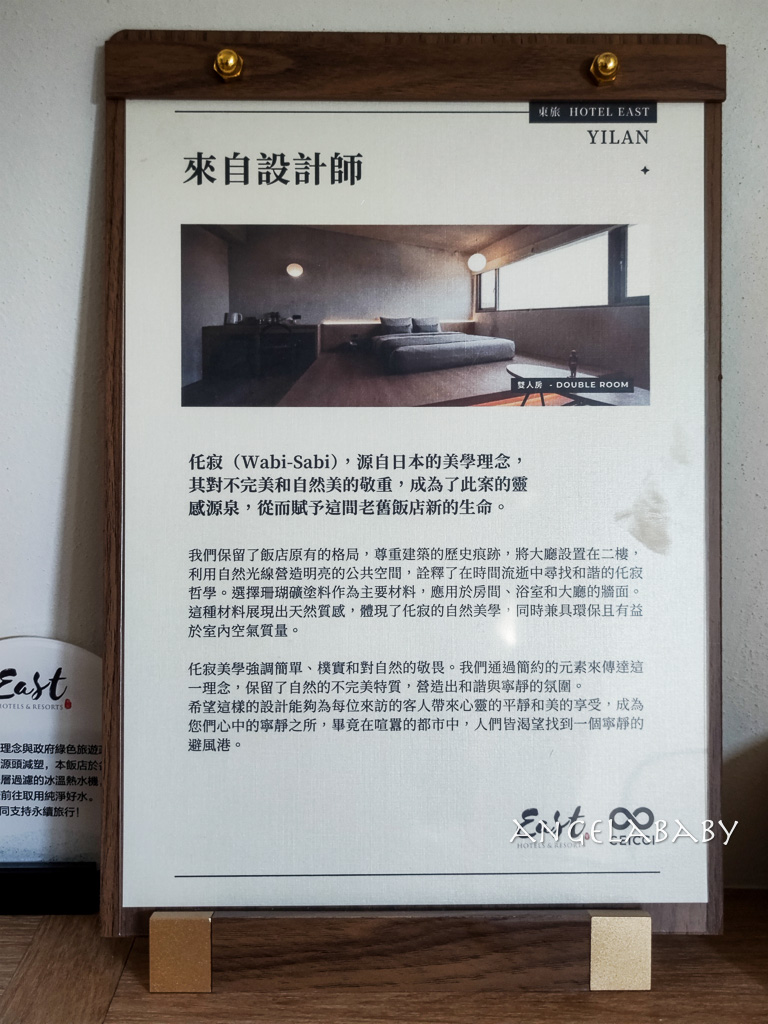 東旅 HOTEL EAST
YILAN
來自設計師
雙人房 - DOUBLE ROOM
仛寂（Wabi-Sabi），源自日本的美學理念，
其對不完美和自然美的敬重，成為了此案的靈
感源泉，從而賦予這間老舊飯店新的生命。
我們保留了飯店原有的格局，尊重建築的歷史痕跡，將大廳設置在二樓，
利用自然光線營造明亮的公共空間，詮釋了在時間流逝中尋找和諧的仛寂
哲學。選擇珊瑚礦塗料作為主要材料，應用於房間、浴室和大廳的牆面。
這種材料展現出天然質感，體現了仛寂的自然美學，同時兼具環保且有益
於室內空氣質量。
仛寂美學強調簡單、樸實和對自然的敬畏。我們通過簡約的元素來傳達這
一理念，保留了自然的不完美特質，營造出和諧與寧靜的氛圍。
希望這樣的設計能夠為每位來訪的客人帶來心靈的平靜和美的享受，成為
您們心中的寧靜之所，畢竟在喧囂的都市中，人們皆渴望找到一個寧靜的
避風港。
East
HOTELS & RESORTS
ANGELABABY
East
HOTELS & RESORTS
理念與政府綠色旅遊
源頭減塑，本飯店於
層過濾的冰溫熱水機
前往取用純淨好水。
同支持永續旅行！